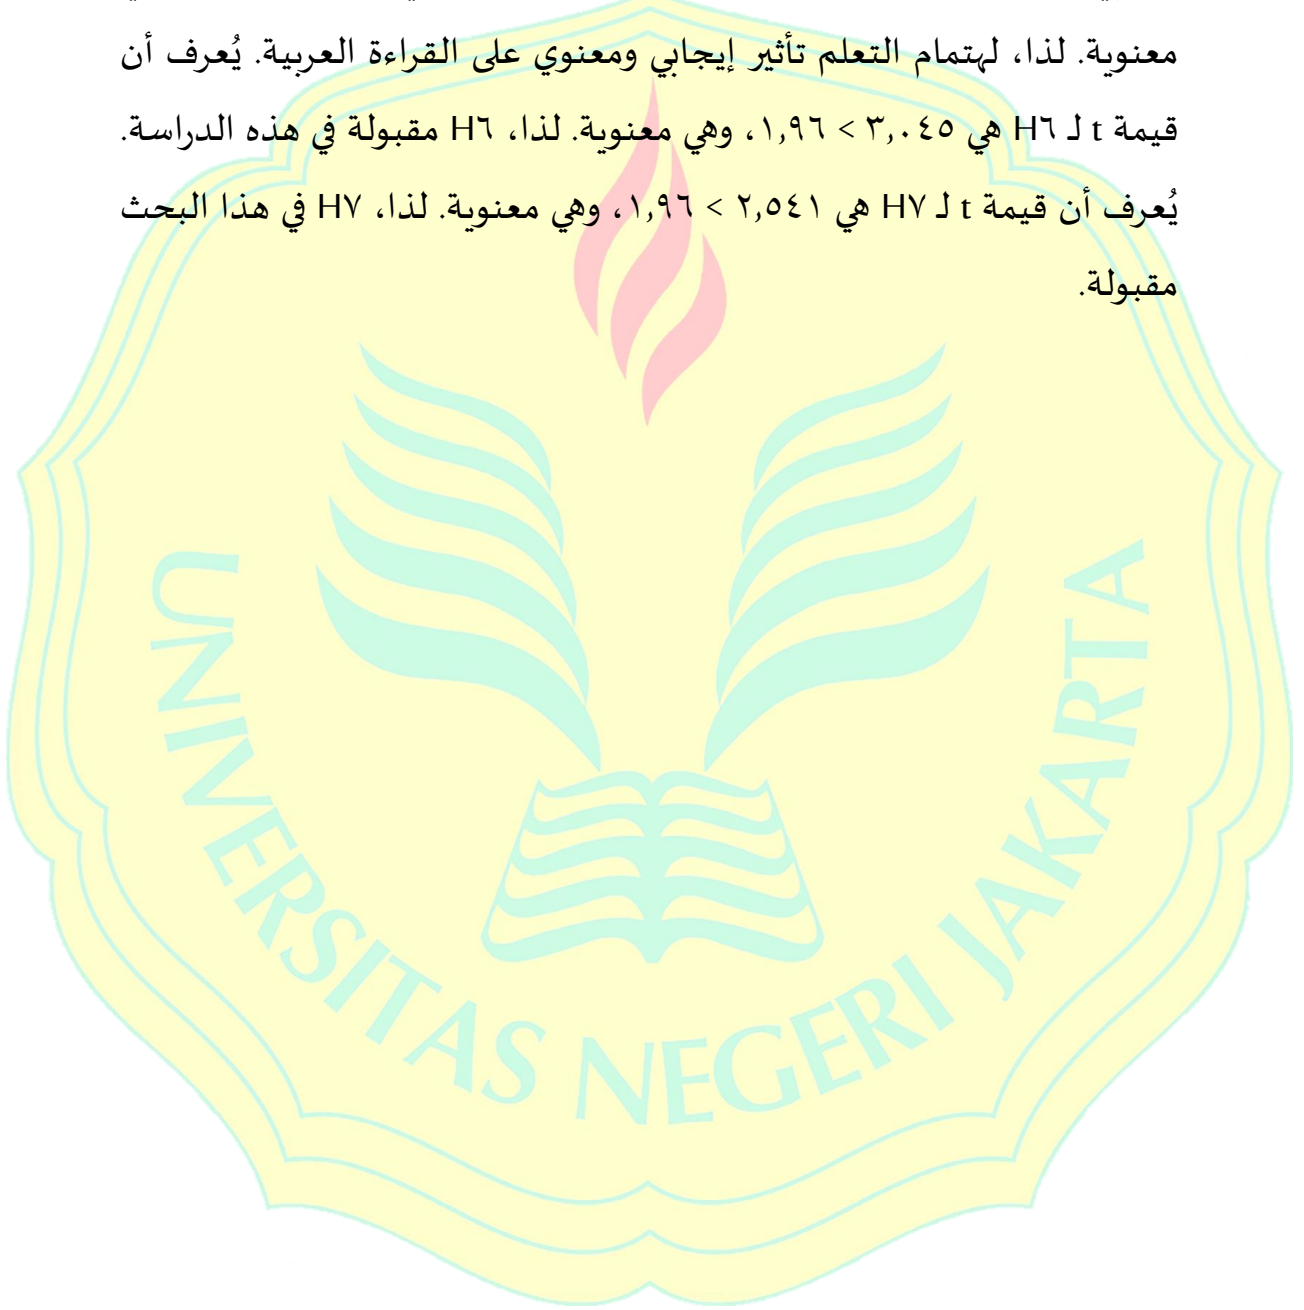 معنوية. لذا، لهتمام التعلم تأثير إيجابي ومعنوي على القراءة العربية. يُعرف أن
قيمة t لـ H٦ هي ٣,٠٤٥ > ١,٩٦، وهي معنوية. لذا، H٦ مقبولة في هذه الدراسة.
يُعرف أن قيمة t لـ H٧ هي ٢,٥٤١ > ١,٩٦، وهي معنوية. لذا، H٧ في هذا البحث
مقبولة.
UNIVERSITAS NEGERI JAKARTA